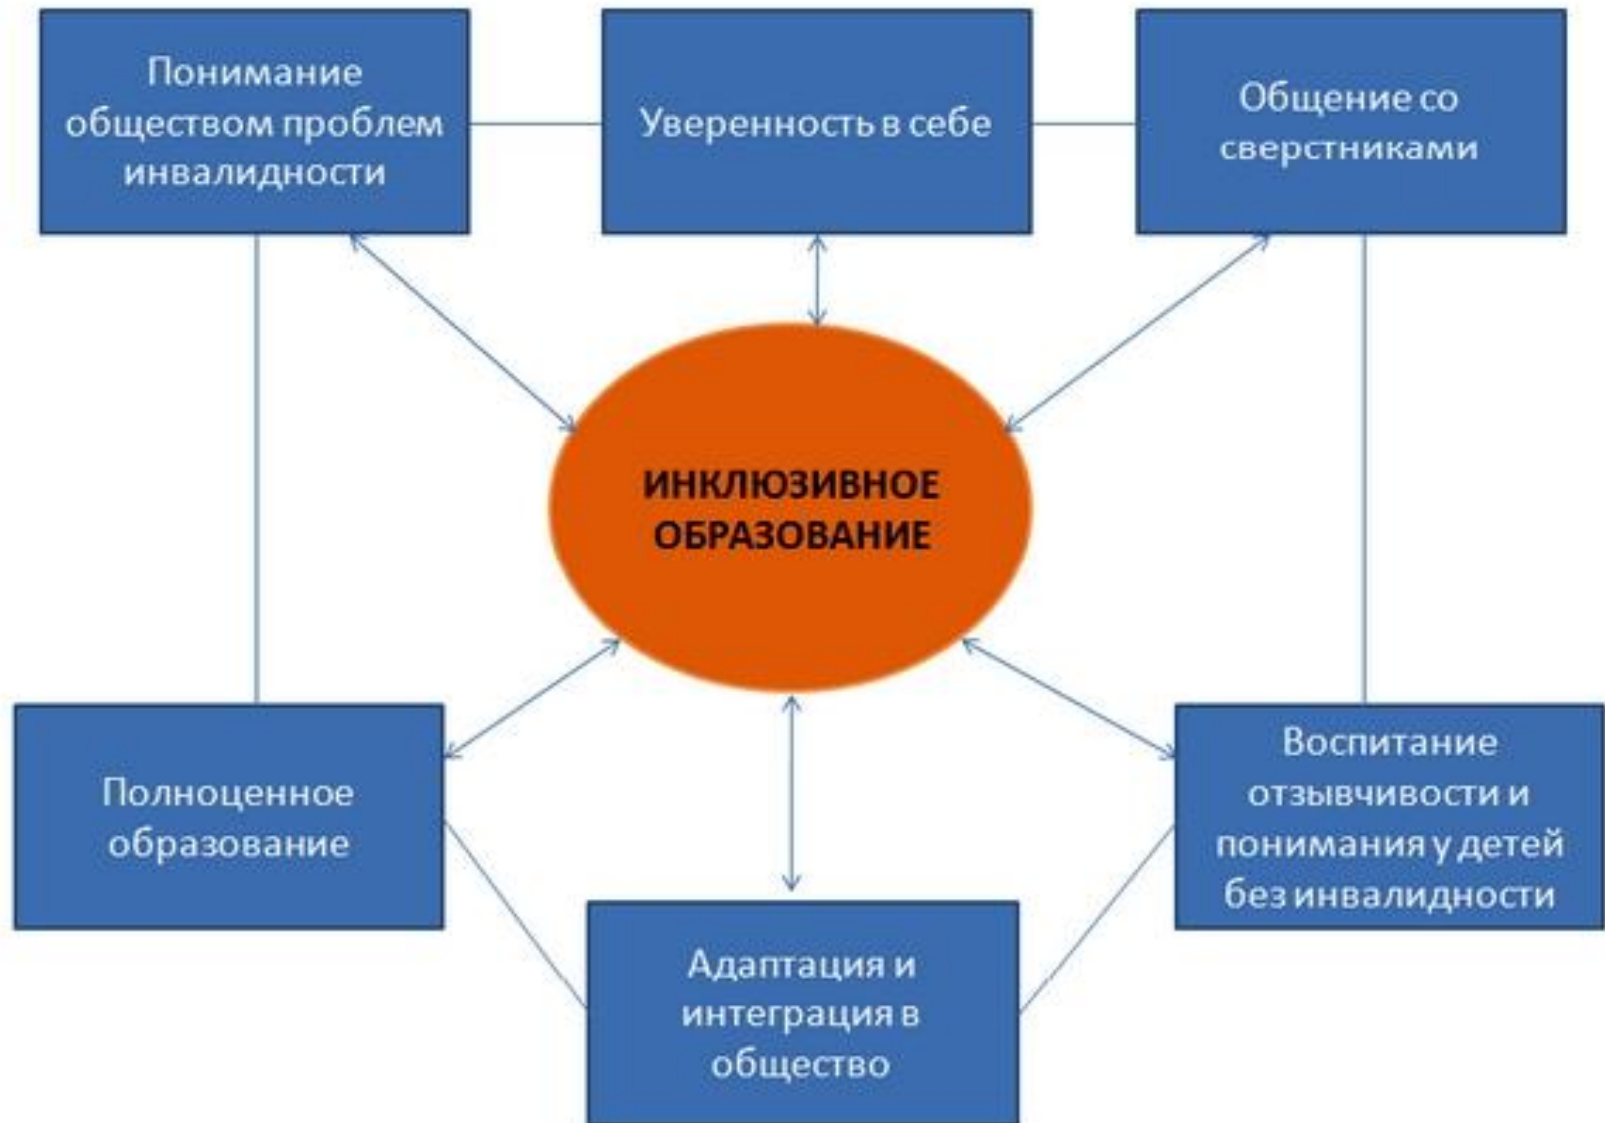 Понимание
обществом проблем
инвалидности
Уверенность в себе
Общение со
сверстниками
ИНКЛЮЗИВНОЕ
ОБРАЗОВАНИЕ
Полноценное
образование
Адаптация и
интеграция в
общество
Воспитание
отзывчивости и
понимания у детей
без инвалидности